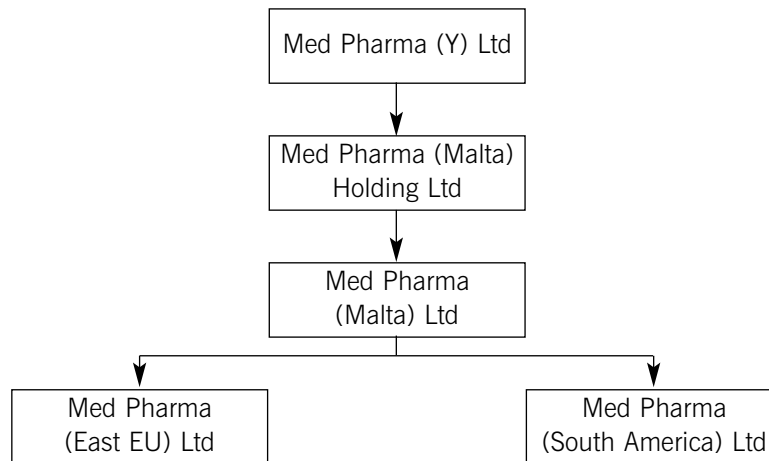 Med Pharma (Y) Ltd
Med Pharma (Malta)
Holding Ltd
Med Pharma
(Malta) Ltd
Med Pharma
(East EU) Ltd
Med Pharma
(South America) Ltd